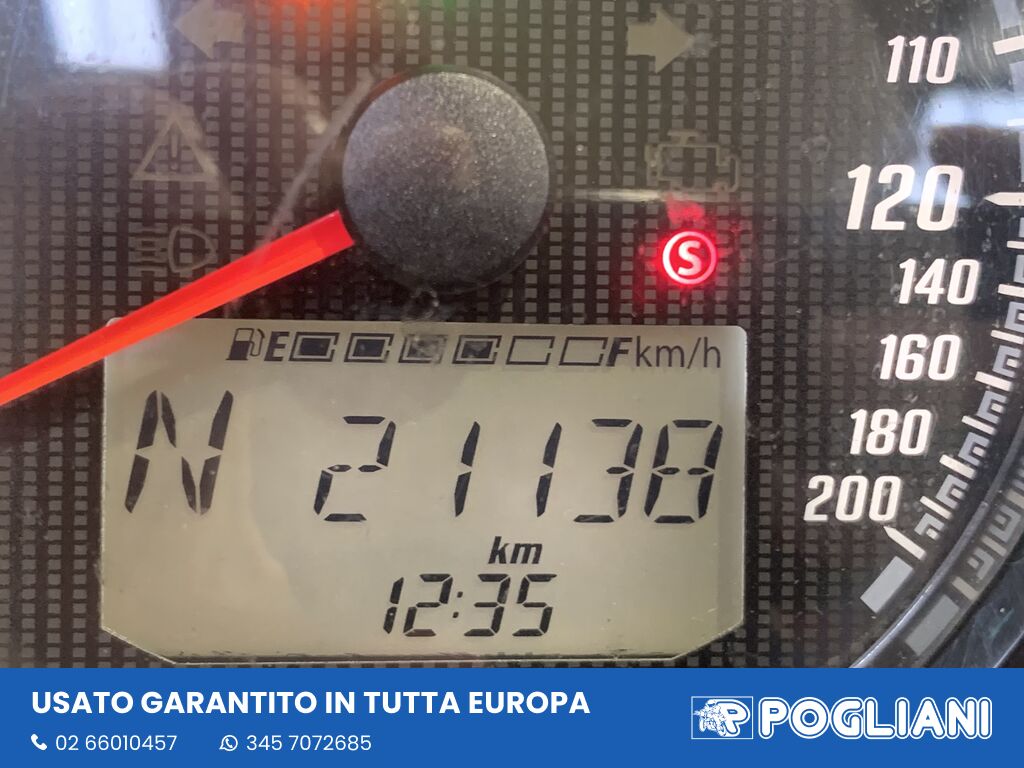 110
120
140
160
180
200
S
E F km/h
N 21138
km
12:35
USATO GARANTITO IN TUTTA EUROPA
02 66010457 345 7072685
POGLIANI